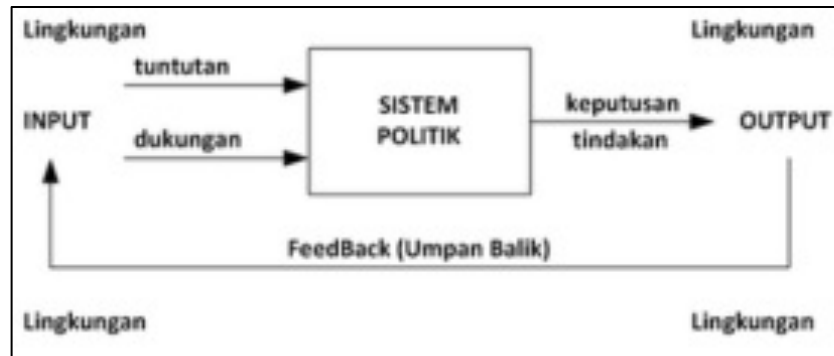 Lingkungan
Lingkungan
tuntutan
INPUT
dukungan
SISTEM
POLITIK
keputusan
tindakan
OUTPUT
FeedBack (Umpan Balik)
Lingkungan
Lingkungan